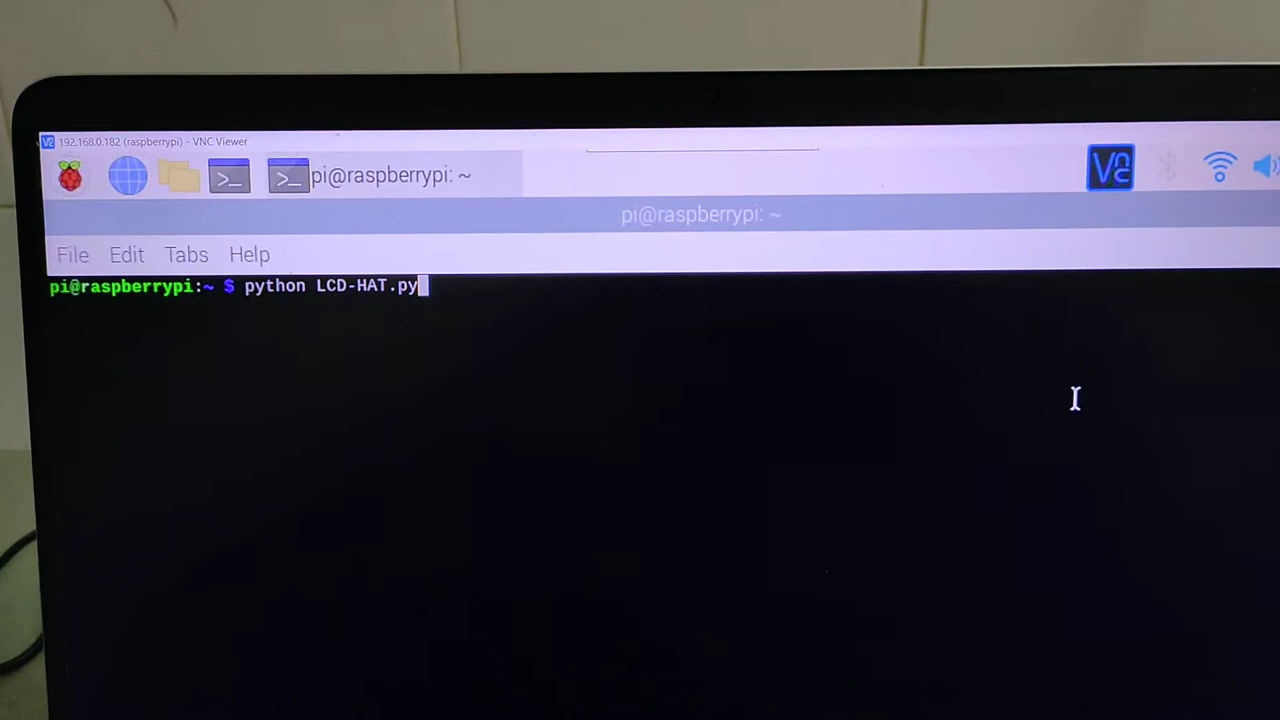 192.168.0.182 (raspberrypi) - VNC Viewer
pi@raspberrypi: ~
pi@raspberrypi: ~
File Edit Tabs Help
pi@raspberrypi:~ $ python LCD-HAT.py